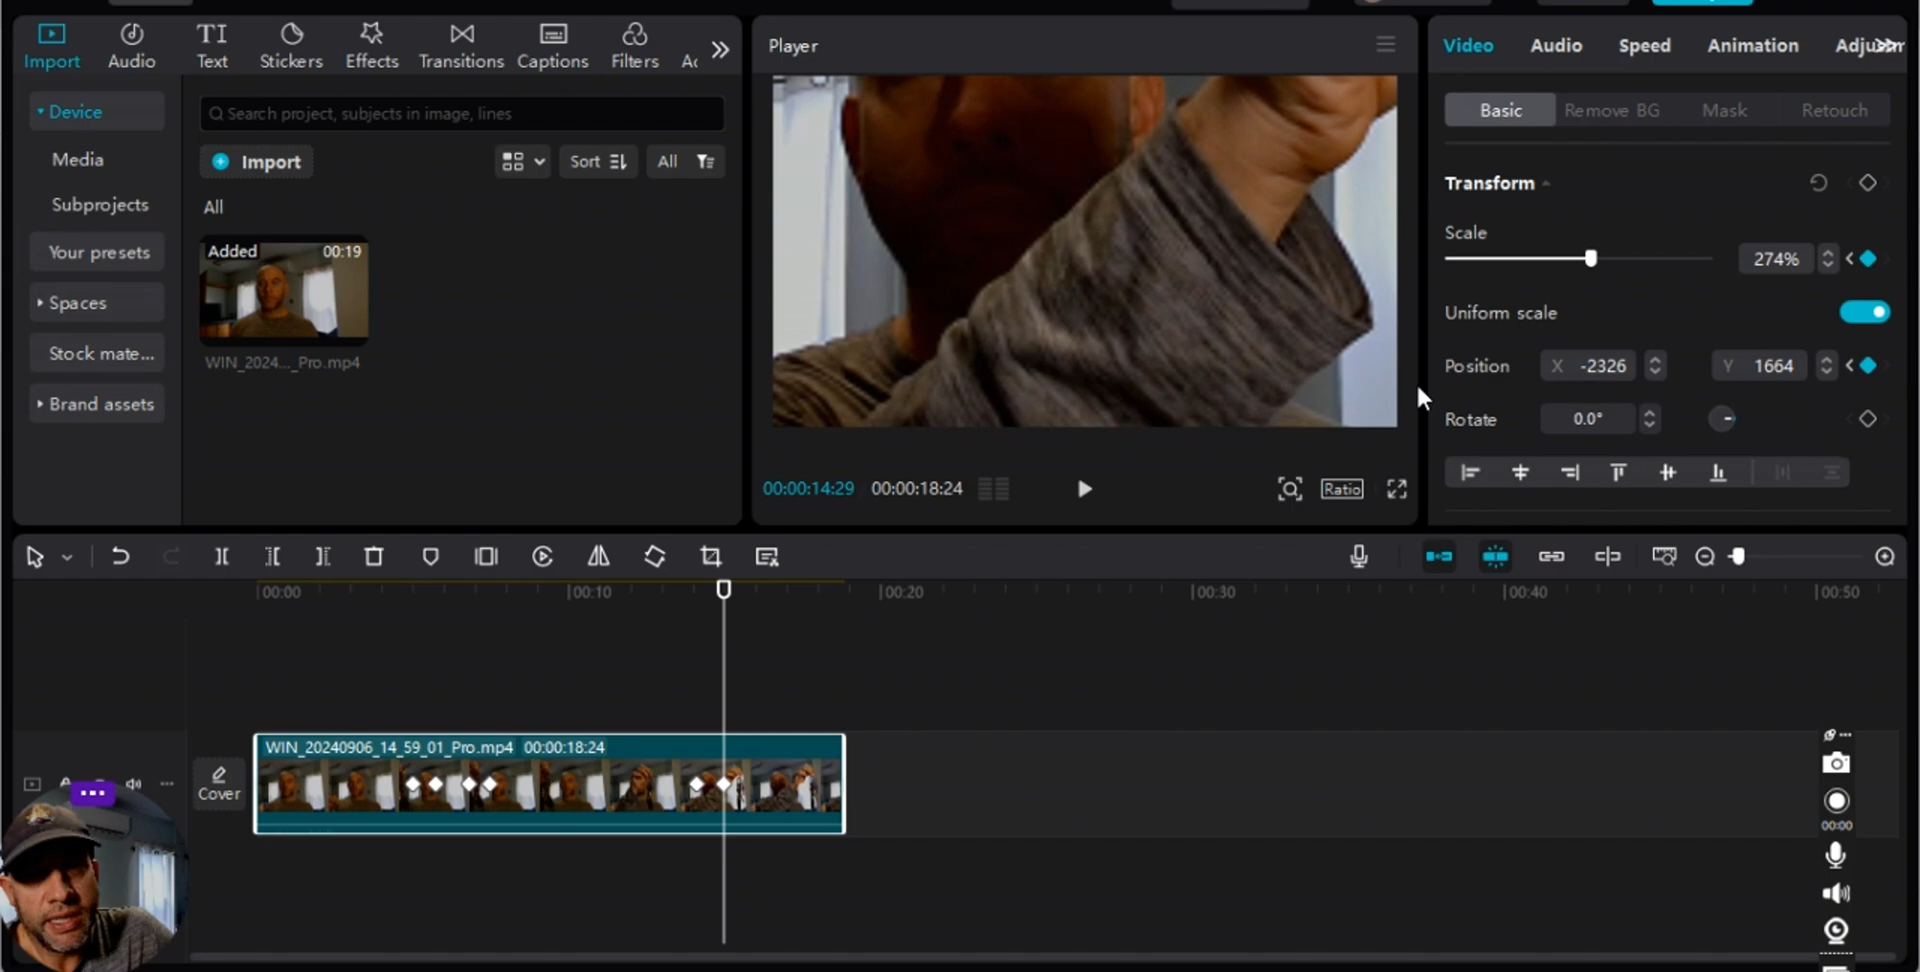 Import
Audio
Text
Stickers
Effects
Transitions
Captions
Filters
Player
Video
Audio
Speed
Animation
Device
Media
Subprojects
Your presets
Spaces
Stock mate...
Brand assets
Search project, subjects in image, lines
Import
Sort
All
All
Added
00:19
WIN_2024..._Pro.mp4
00:00:14:29
00:00:18:24
Ratio
Basic
Remove BG
Mask
Retouch
Transform
Scale
274%
Uniform scale
Position
X -2326
Y 1664
Rotate
0.0°
00:00
00:10
00:20
00:30
00:40
00:50
WIN_20240906_14_59_01_Pro.mp4 00:00:18:24
Cover
00:00